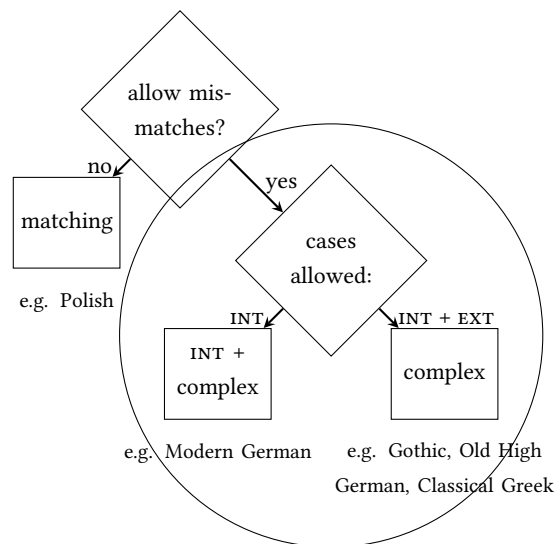 allow mis-
matches?
no
yes
matching
cases
allowed:
e.g. Polish
INT
INT + EXT
INT +
complex
complex
e.g. Modern German
e.g. Gothic, Old High
German, Classical Greek